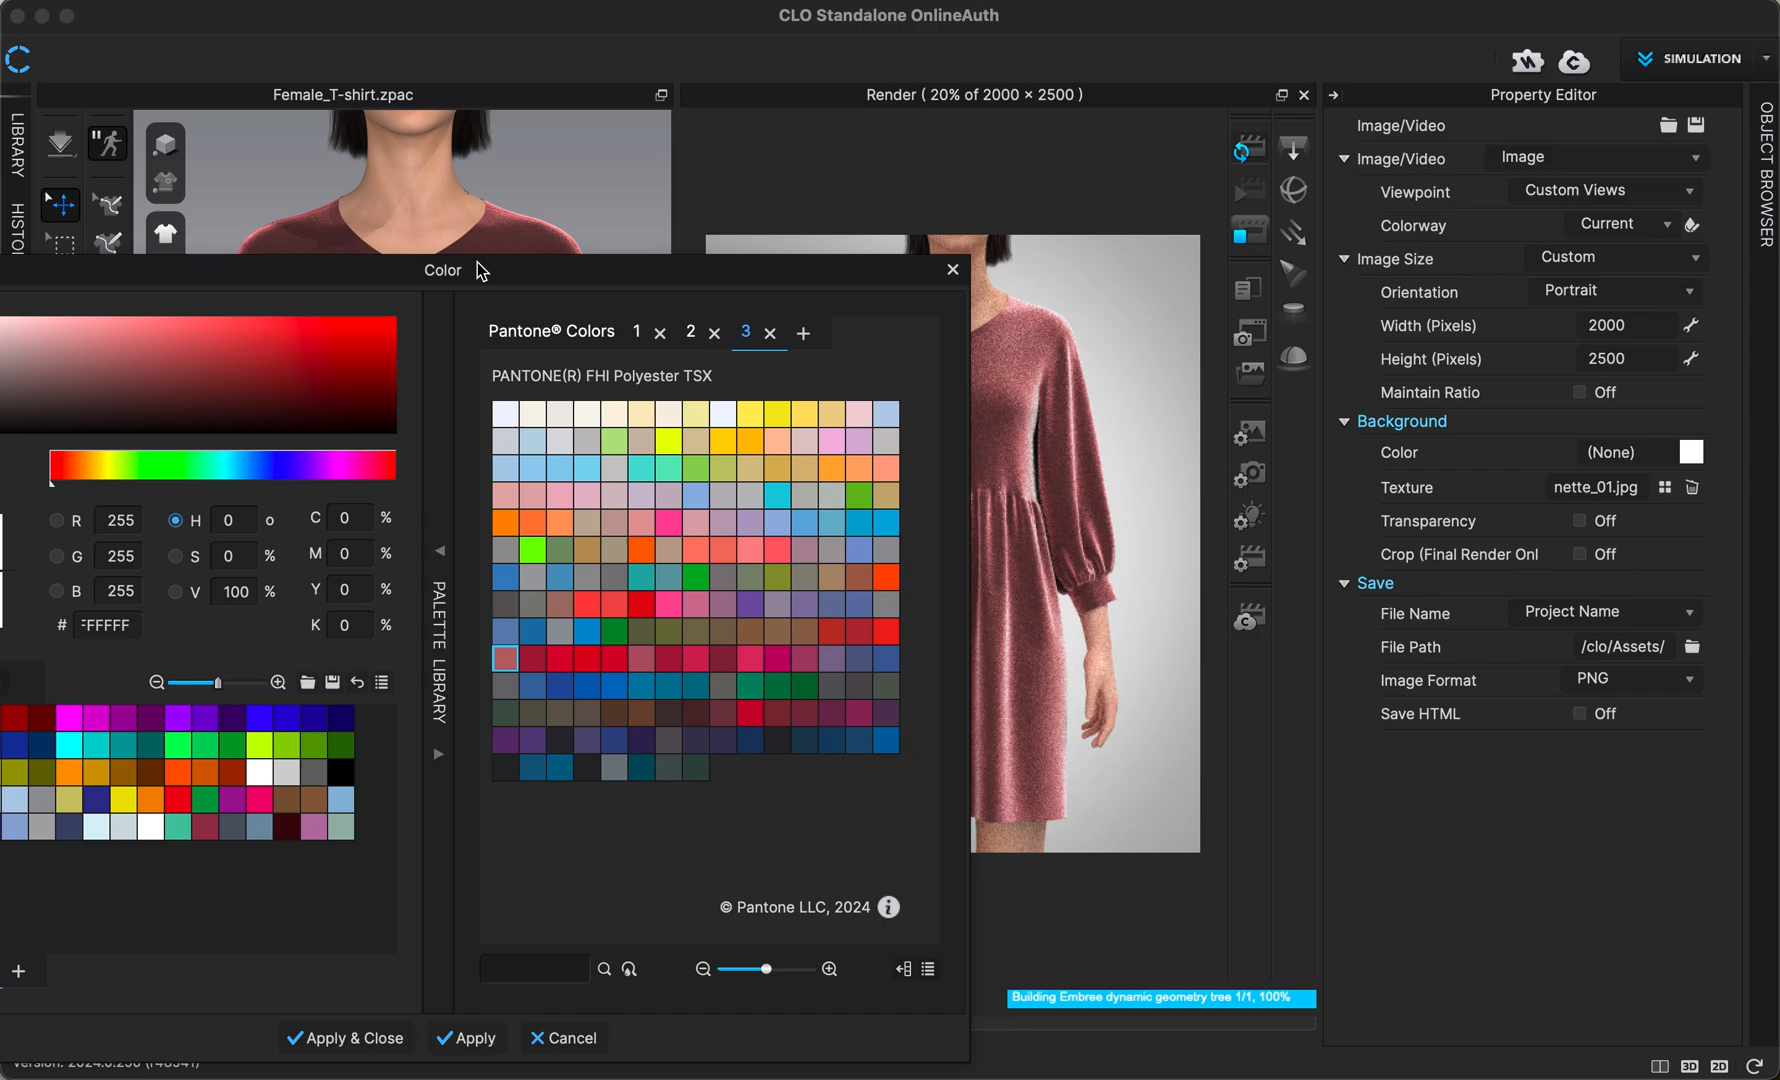 CLO Standalone OnlineAuth
SIMULATION
Female_T-shirt.zpac
Render ( 20% of 2000 × 2500 )
Property Editor
LIBRARY
OBJECT BROWSER
Image/Video
Image/Video Image
Viewpoint Custom Views
Colorway Current
Image Size Custom
Orientation Portrait
Width (Pixels) 2000
Height (Pixels) 2500
Maintain Ratio Off
Background
Color (None)
Texture nette_01.jpg
Transparency Off
Crop (Final Render Onl Off
Save
File Name Project Name
File Path /clo/Assets/
Image Format PNG
Save HTML Off
Color
Pantone® Colors 1 2 3
PANTONE(R) FHI Polyester TSX
R 255 H 0 o C 0 %
G 255 S 0 % M 0 %
B 255 V 100 % Y 0 %
# FFFFF K 0 %
PALETTE LIBRARY
© Pantone LLC, 2024
Building Embree dynamic geometry tree 1/1, 100%
Apply & Close Apply Cancel
3D 2D